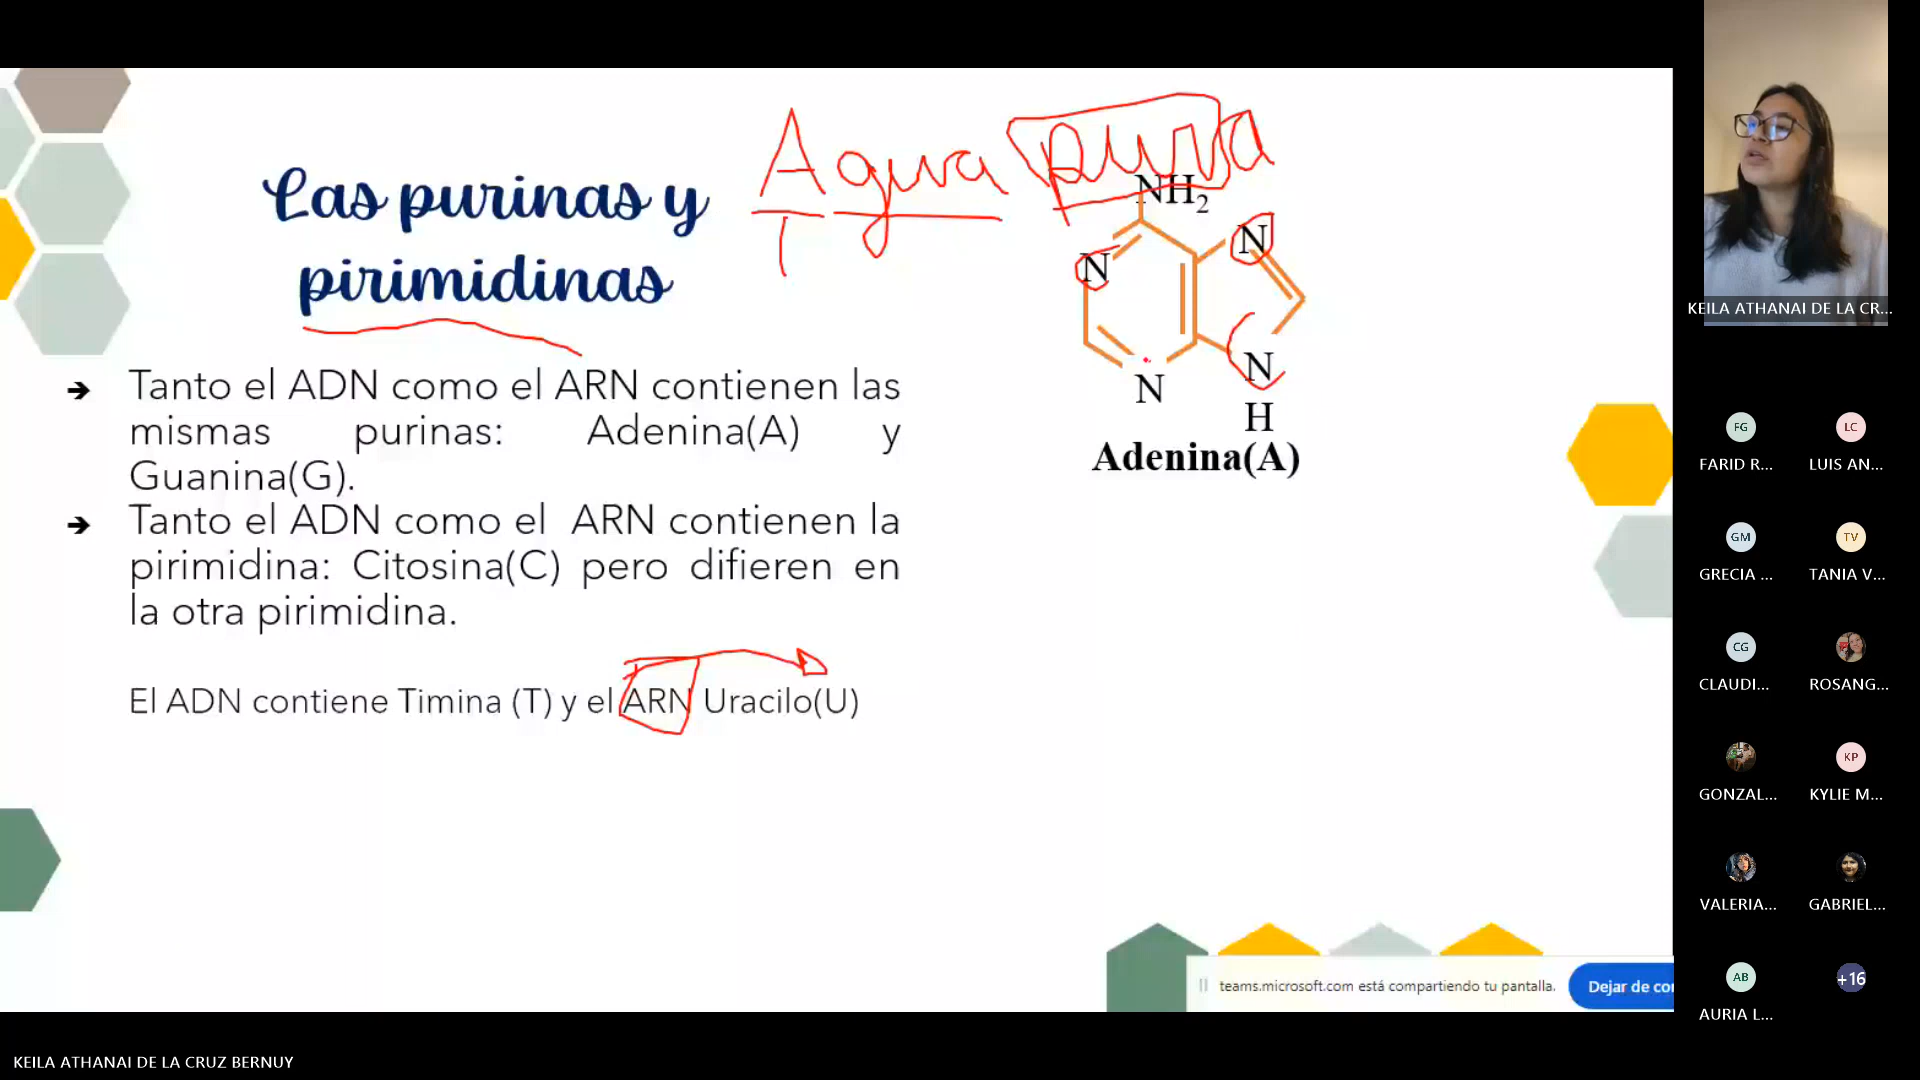 Agua pura
T
Las purinas y
pirimidinas
NH2
N
N
N
N
H
Adenina(A)
➔ Tanto el ADN como el ARN contienen las
mismas purinas: Adenina(A) y
Guanina(G).
➔ Tanto el ADN como el ARN contienen la
pirimidina: Citosina(C) pero difieren en
la otra pirimidina.
El ADN contiene Timina (T) y el ARN Uracilo(U)
teams.microsoft.com está compartiendo tu pantalla.
Dejar de co
KEILA ATHANAI DE LA CR...
FG
LC
FARID R...
LUIS AN...
GM
TV
GRECIA ...
TANIA V...
CG
CLAUDI...
ROSANG...
KP
GONZAL...
KYLIE M...
VALERIA...
GABRIEL...
AB
+16
AURIA L...
KEILA ATHANAI DE LA CRUZ BERNUY